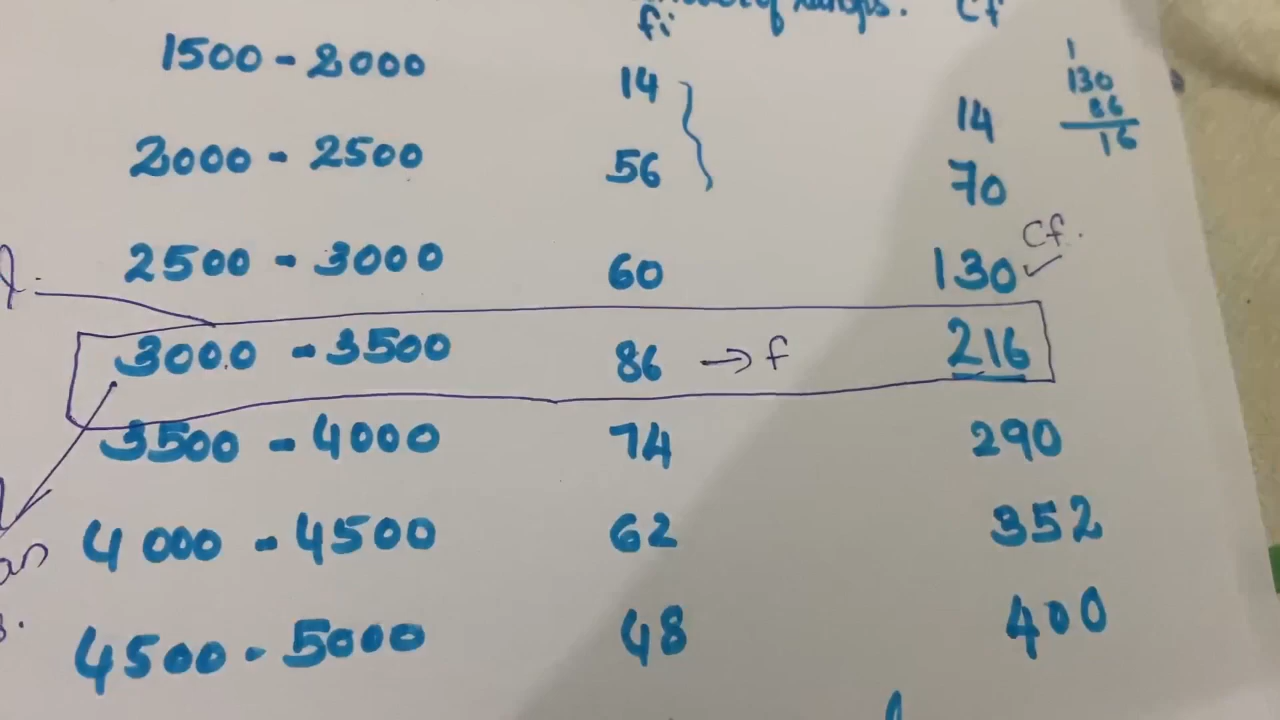 fi Cf
1500 - 2000 14 14
2000 - 2500 56 70
2500 - 3000 60 130 Cf.
3000 - 3500 86 → f 216
3500 - 4000 74 290
4000 - 4500 62 352
4500 - 5000 48 400
1
130
86
16